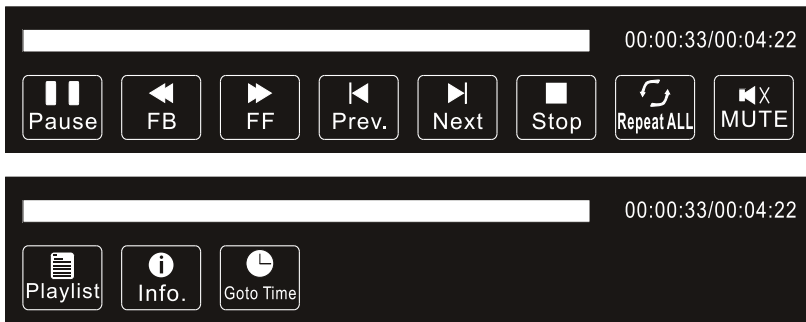 00:00:33/00:04:22
Pause FB FF Prev. Next Stop Repeat ALL MUTE
00:00:33/00:04:22
Playlist Info. Goto Time